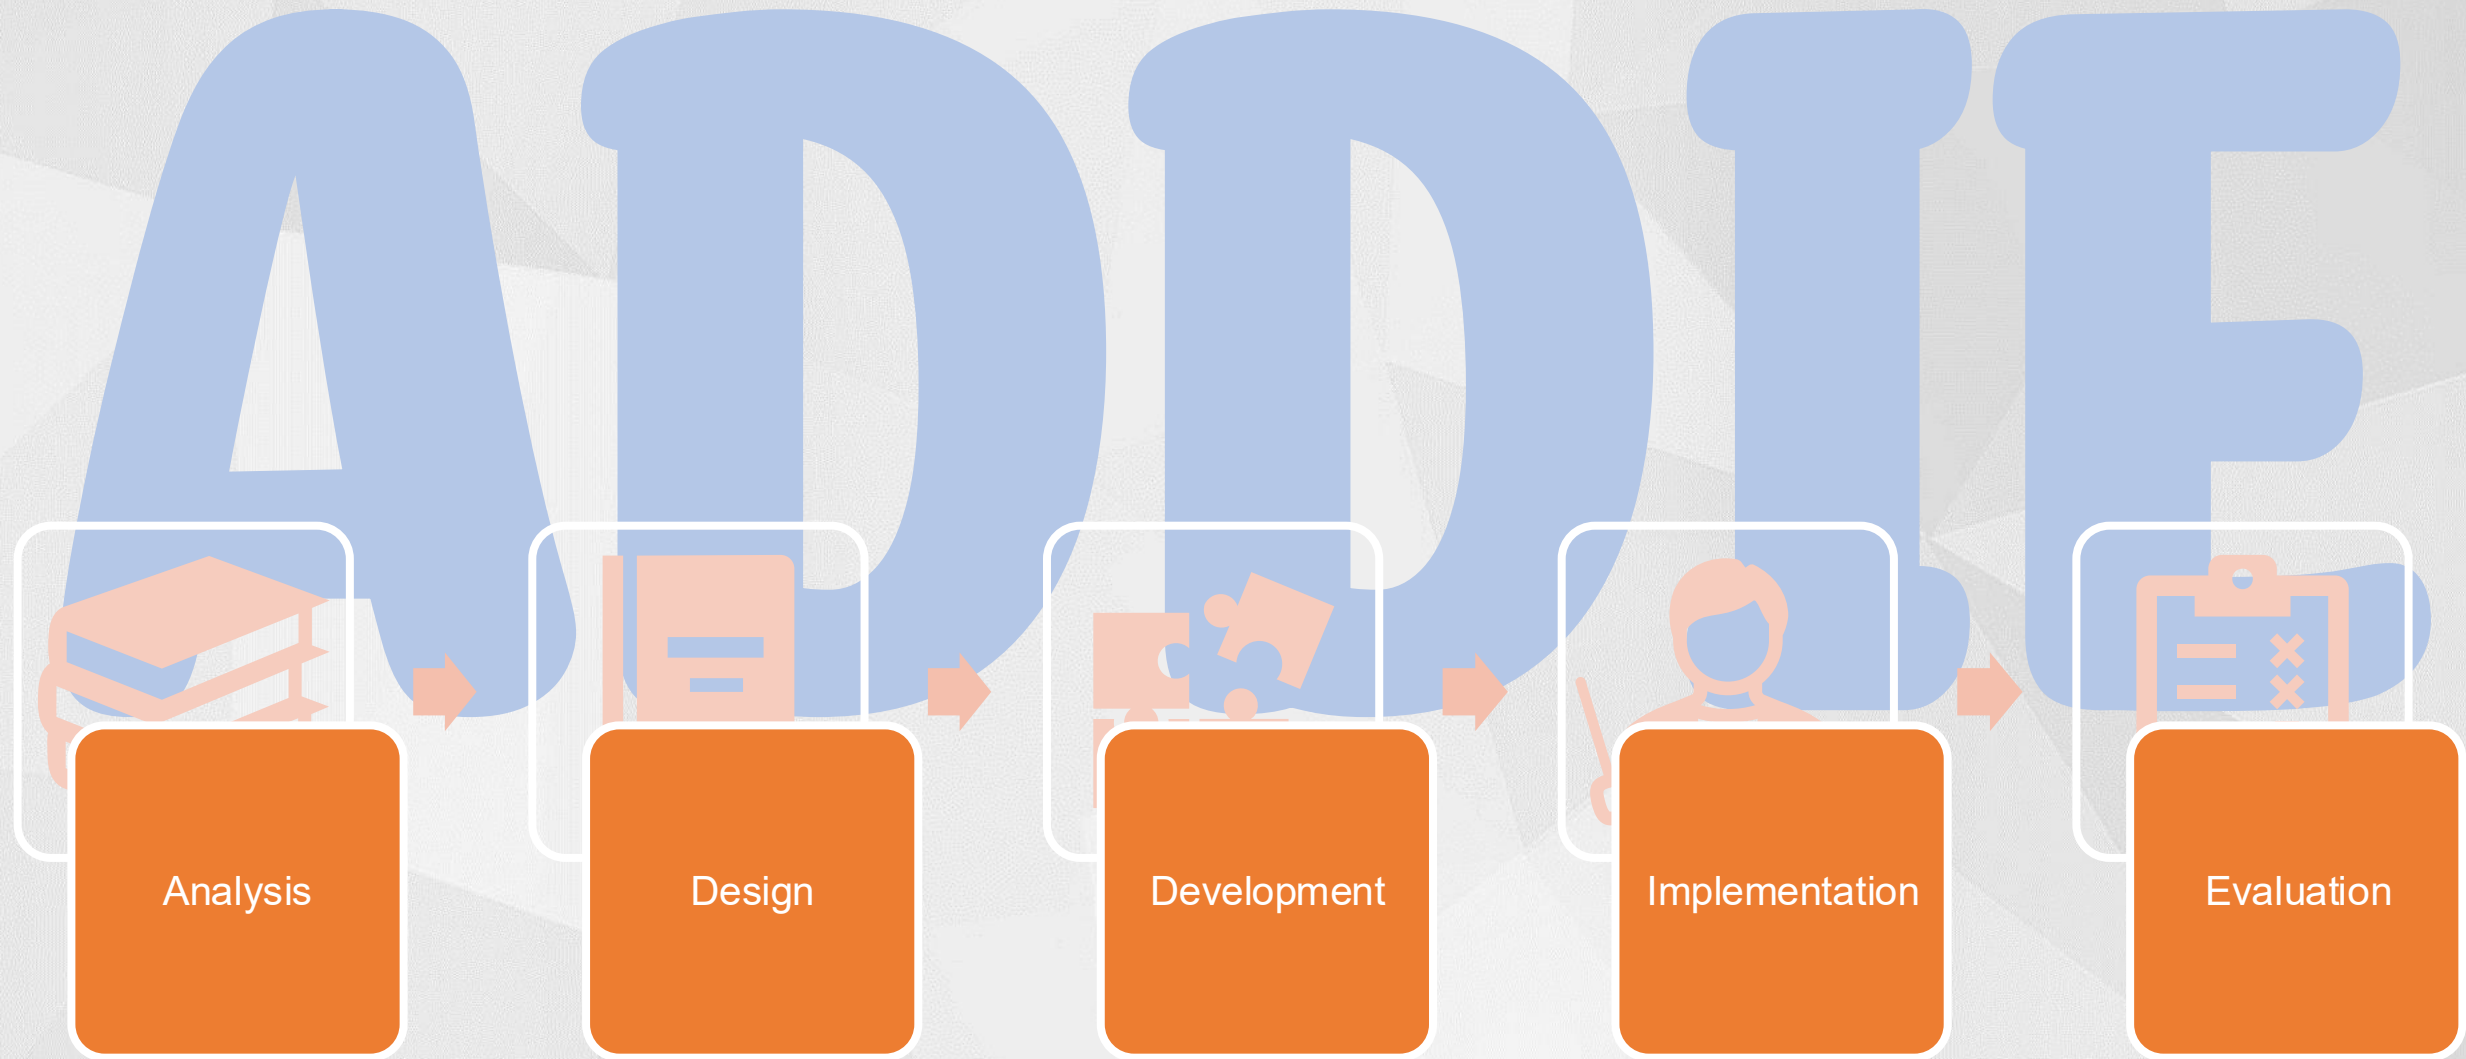 ADDIE
Analysis
Design
Development
Implementation
Evaluation